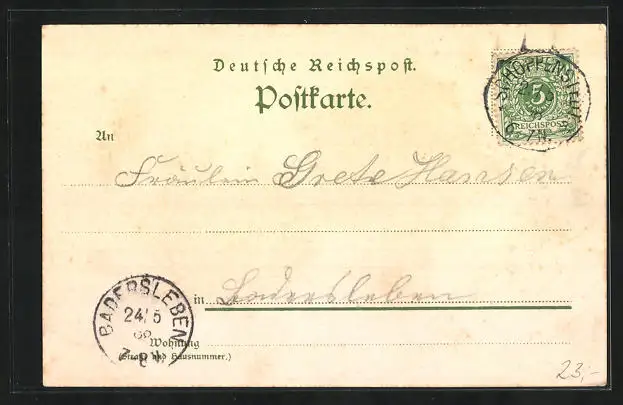 Deutsche Reichspost.
Postkarte.
SCHÖPPENSTEDT
5
REICHSPOST
An
Fräulein Grete Hansen
in Badersleben
BADERSLEBEN
24/5
Wohnung
(Straße und Hausnummer.)
23,-